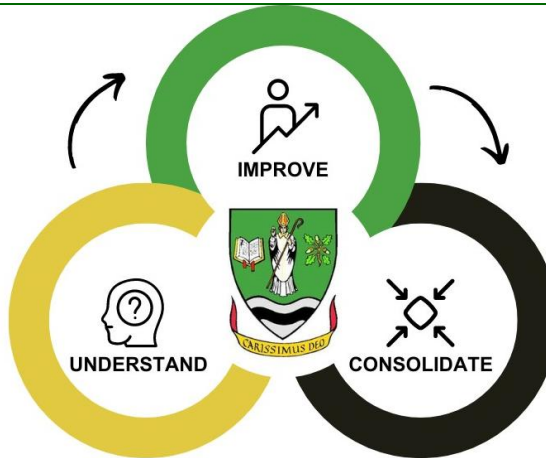 IMPROVE
UNDERSTAND
CONSOLIDATE
CARISSIMUS DEO
?